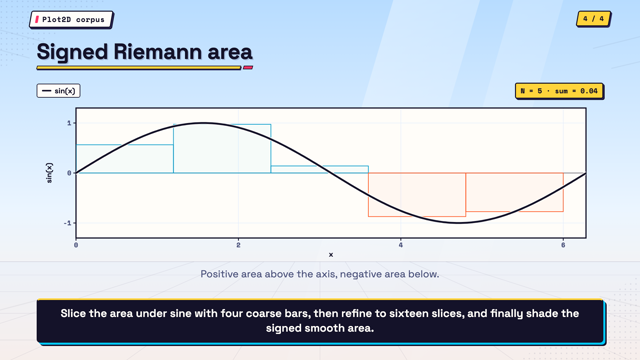 Plot2D corpus
4 / 4
Signed Riemann area
sin(x)
N = 5 · sum = 0.04
1
0
-1
sin(x)
0
2
4
6
x
Positive area above the axis, negative area below.
Slice the area under sine with four coarse bars, then refine to sixteen slices, and finally shade the
signed smooth area.